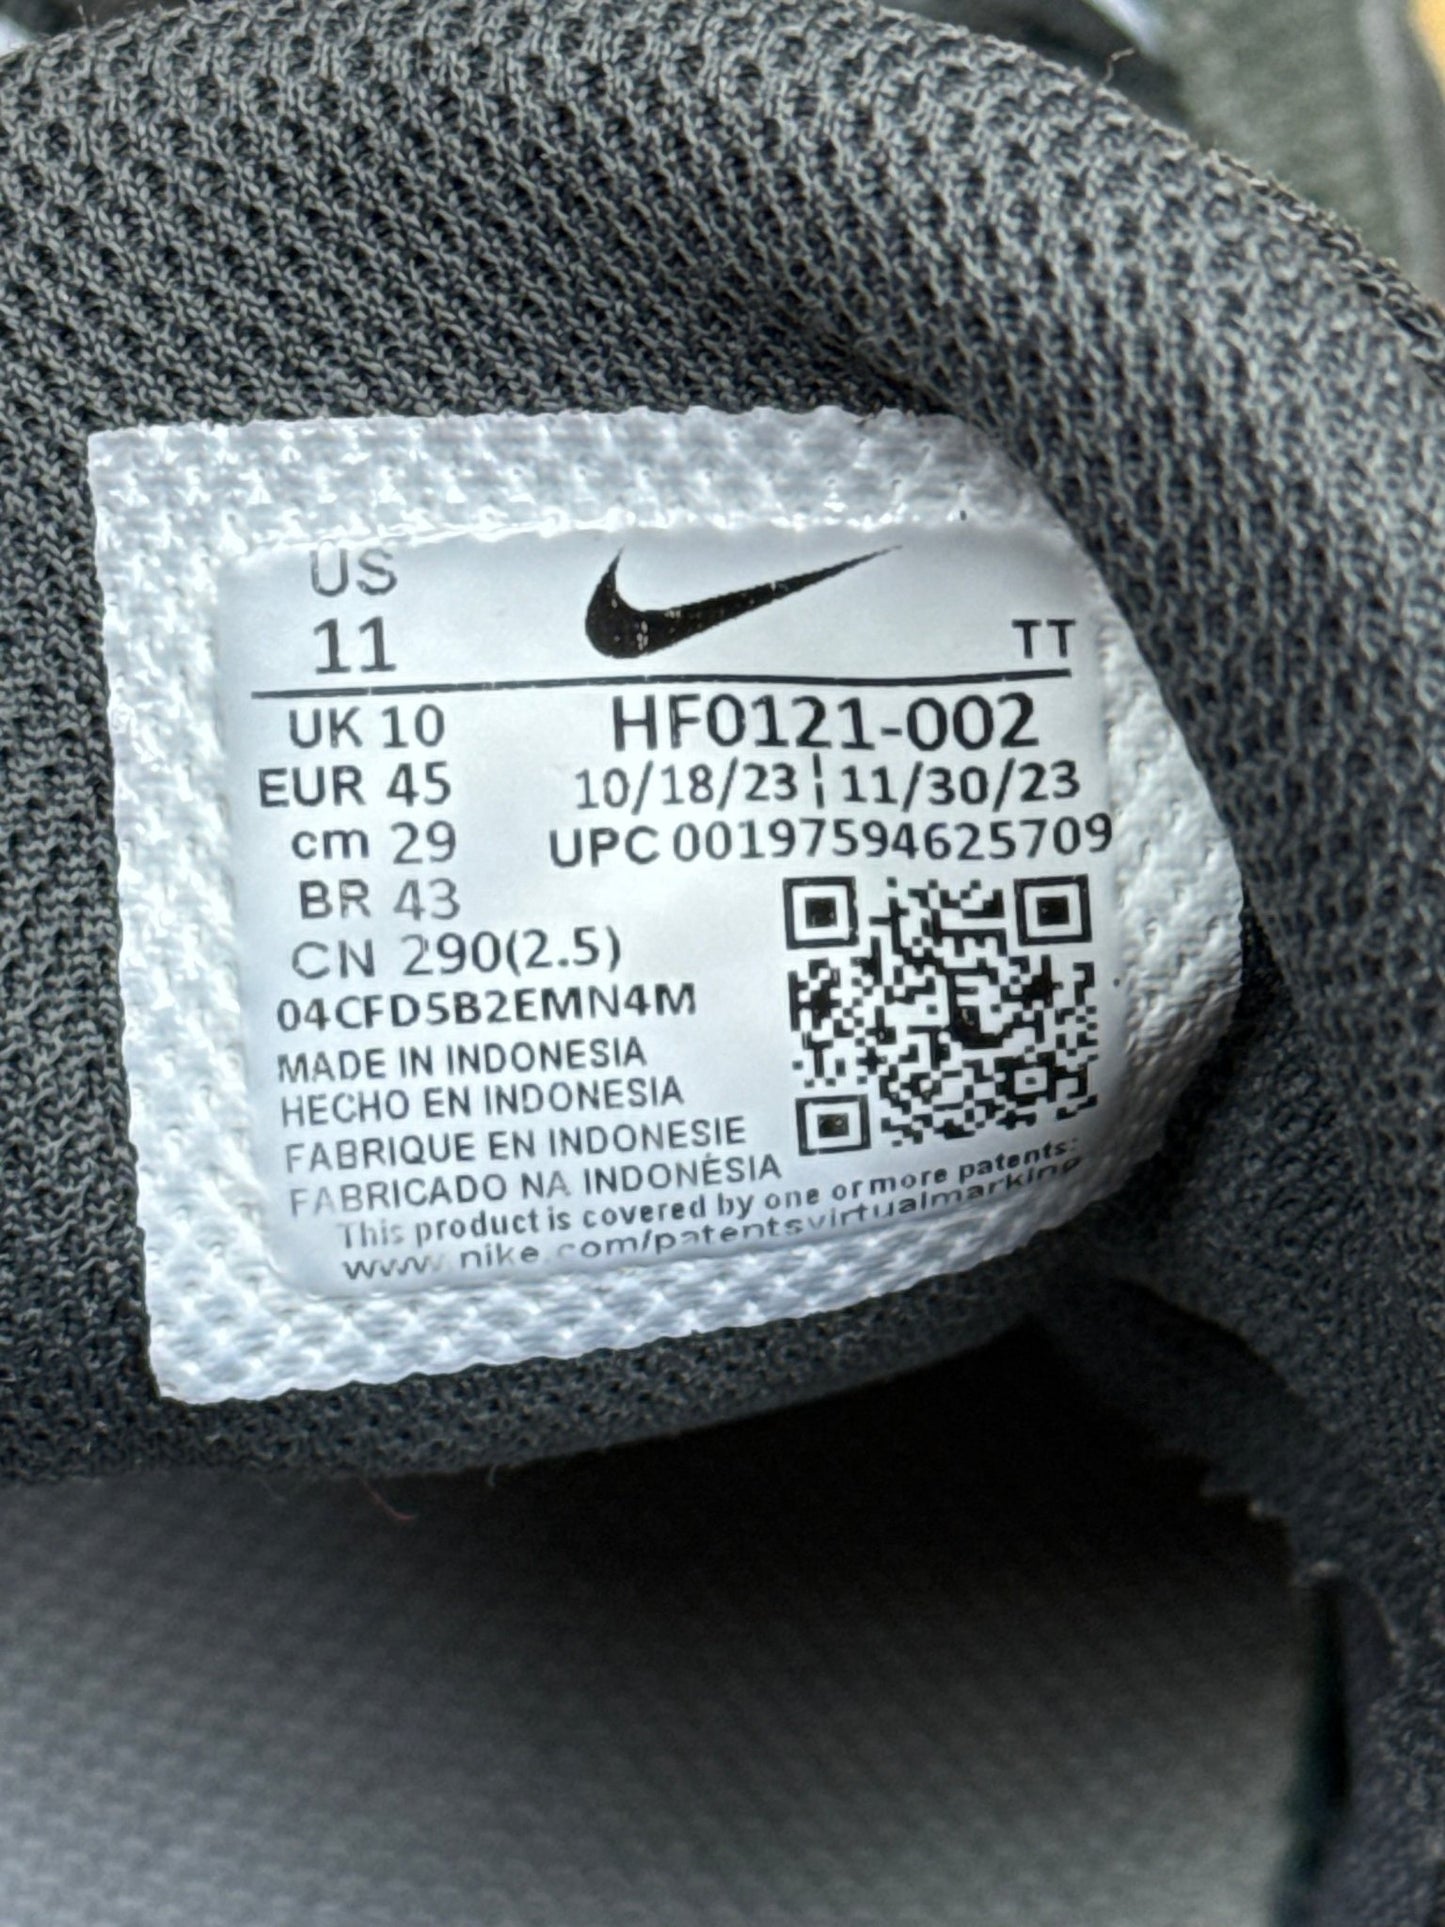 US
11
TT
UK 10
HF0121-002
EUR 45
10/18/23 ¦ 11/30/23
cm 29
UPC 00197594625709
BR 43
CN 290(2.5)
04CFD5B2EMN4M
MADE IN INDONESIA
HECHO EN INDONESIA
FABRIQUE EN INDONESIE
FABRICADO NA INDONÉSIA
This product is covered by one or more patents:
www.nike.com/patentsvirtualmarking